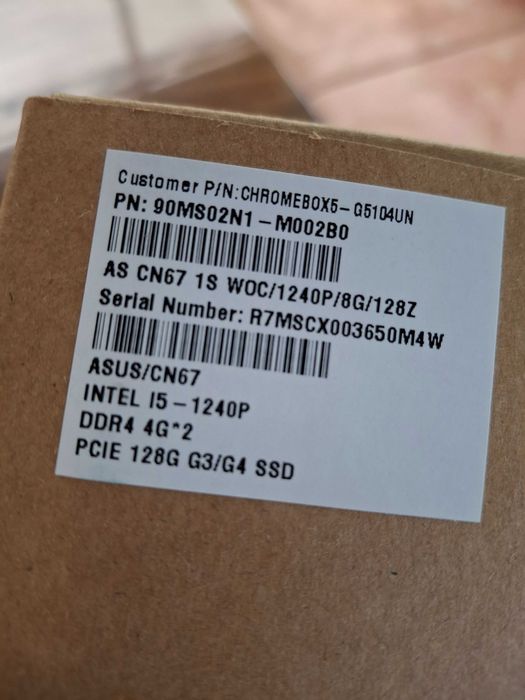 Customer P/N:CHROMEBOX5-G5104UN
PN: 90MS02N1-M002B0
AS CN67 1S WOC/1240P/8G/128Z
Serial Number: R7MSCX003650M4W
ASUS/CN67
INTEL I5-1240P
DDR4 4G*2
PCIE 128G G3/G4 SSD